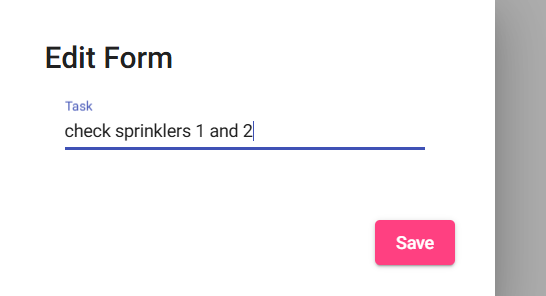 Edit Form
Task
check sprinklers 1 and 2
Save